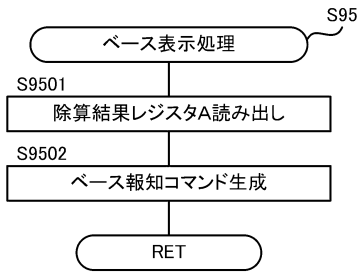 S95
ベース表示処理
S9501
除算結果レジスタA読み出し
S9502
ベース報知コマンド生成
RET